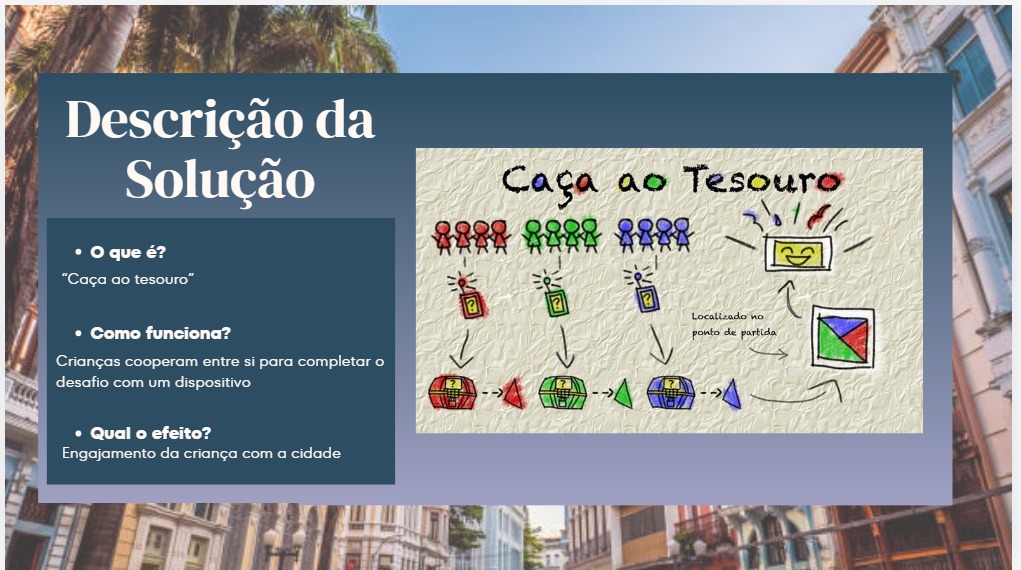 Descrição da
Solução
• O que é?
“Caça ao tesouro”
• Como funciona?
Crianças cooperam entre si para completar o
desafio com um dispositivo
• Qual o efeito?
Engajamento da criança com a cidade
Caça ao Tesouro
?
?
?
Localizado no
ponto de partida
?
?
?